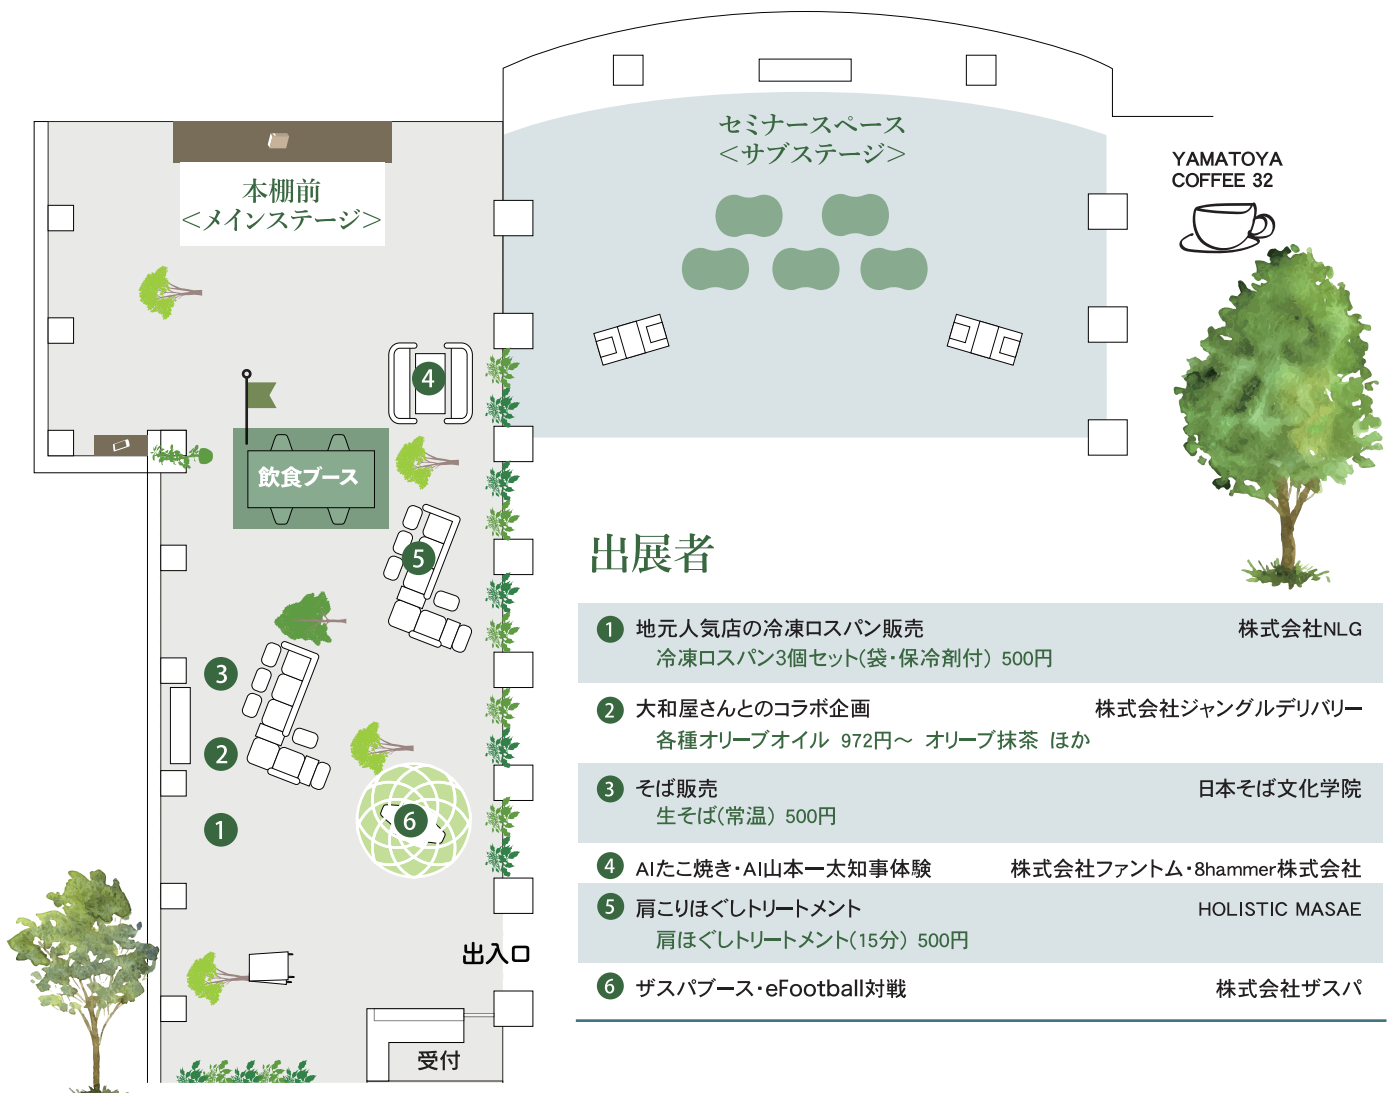 セミナースペース
＜サブステージ＞
本棚前
＜メインステージ＞
YAMATOYA
COFFEE 32
4
飲食ブース
5
3
2
1
6
出入口
受付
出展者
1 地元人気店の冷凍ロスパン販売 株式会社NLG
冷凍ロスパン3個セット（袋・保冷剤付） 500円
2 大和屋さんとのコラボ企画 株式会社ジャングルデリバリー
各種オリーブオイル 972円～ オリーブ抹茶 ほか
3 そば販売 日本そば文化学院
生そば（常温） 500円
4 AIたこ焼き・AI山本一太知事体験 株式会社ファントム・8hammer株式会社
5 肩こりほぐしトリートメント HOLISTIC MASAE
肩ほぐしトリートメント（15分） 500円
6 ザスパブース・eFootball対戦 株式会社ザスパ